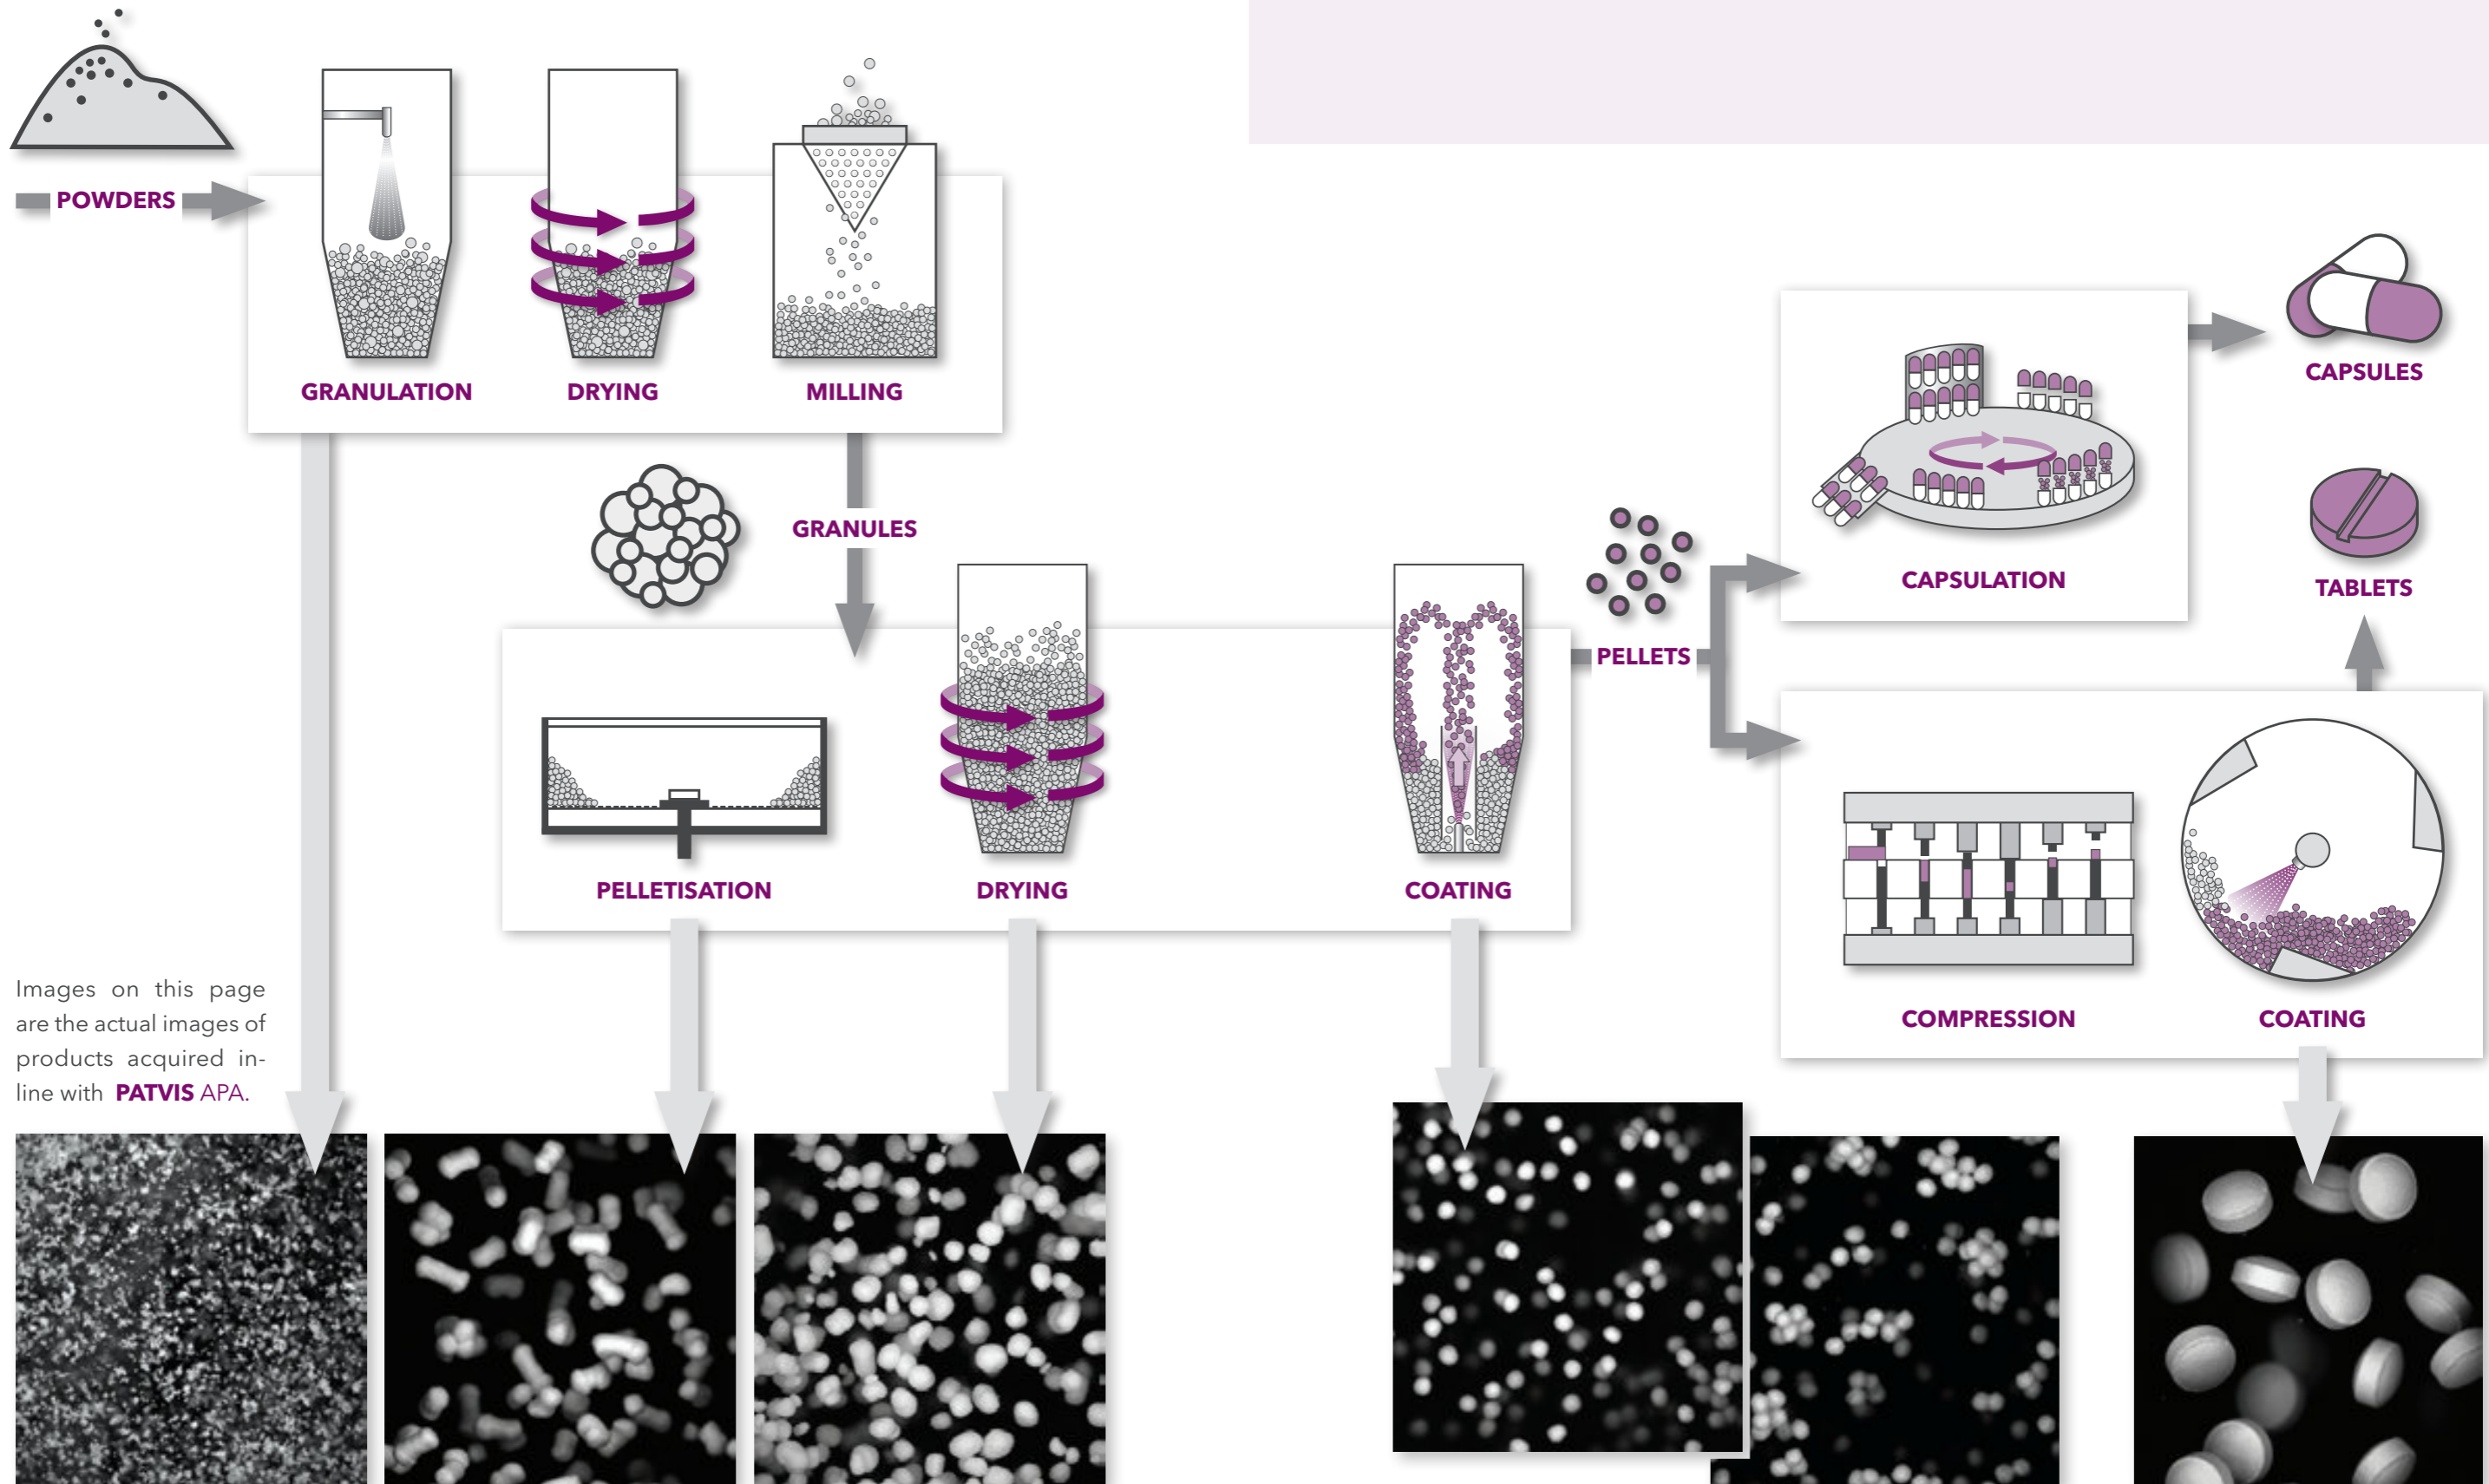 POWDERS
GRANULATION
DRYING
MILLING
GRANULES
PELLETISATION
DRYING
COATING
PELLETS
CAPSULATION
CAPSULES
TABLETS
COMPRESSION
COATING
Images on this page
are the actual images of
products acquired in-
line with PATVIS APA.